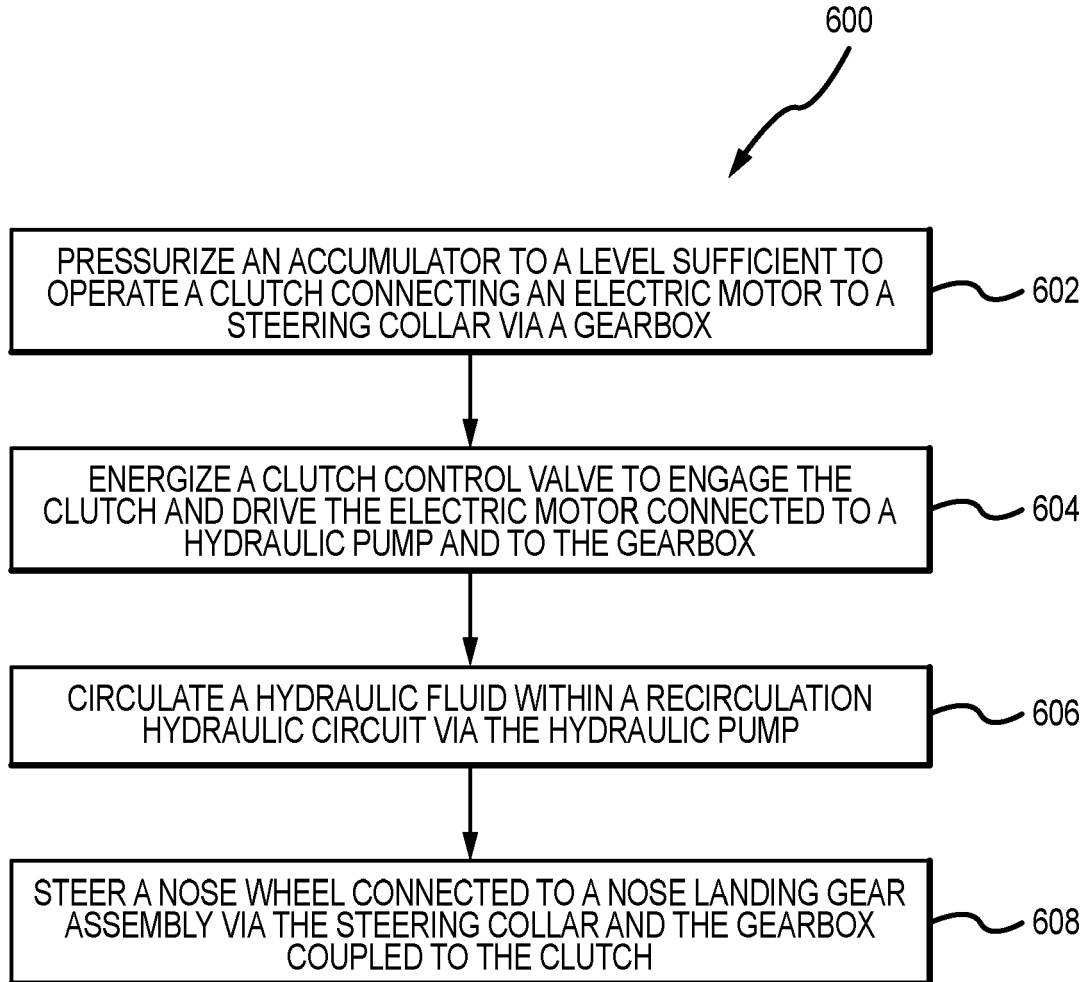 600
PRESSURIZE AN ACCUMULATOR TO A LEVEL SUFFICIENT TO
OPERATE A CLUTCH CONNECTING AN ELECTRIC MOTOR TO A
STEERING COLLAR VIA A GEARBOX
602
ENERGIZE A CLUTCH CONTROL VALVE TO ENGAGE THE
CLUTCH AND DRIVE THE ELECTRIC MOTOR CONNECTED TO A
HYDRAULIC PUMP AND TO THE GEARBOX
604
CIRCULATE A HYDRAULIC FLUID WITHIN A RECIRCULATION
HYDRAULIC CIRCUIT VIA THE HYDRAULIC PUMP
606
STEER A NOSE WHEEL CONNECTED TO A NOSE LANDING GEAR
ASSEMBLY VIA THE STEERING COLLAR AND THE GEARBOX
COUPLED TO THE CLUTCH
608